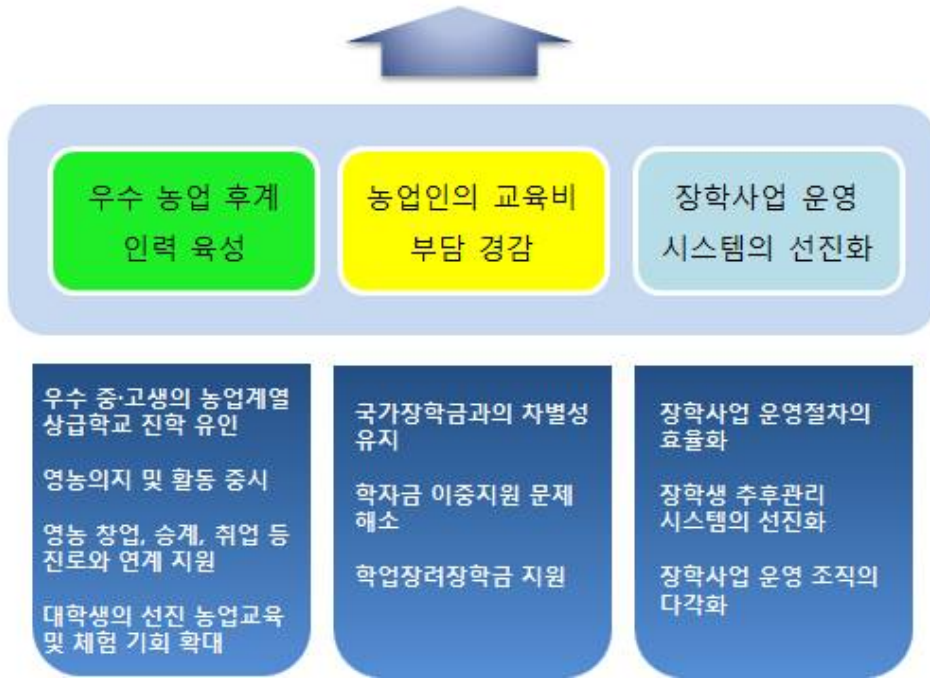 우수 농업 후계
인력 육성
농업인의 교육비
부담 경감
장학사업 운영
시스템의 선진화
우수 중·고생의 농업계열
상급학교 진학 유인
영농의지 및 활동 중시
영농 창업, 승계, 취업 등
진로와 연계 지원
대학생의 선진 농업교육
및 체험 기회 확대
국가장학금과의 차별성
유지
학자금 이중지원 문제
해소
학업장려장학금 지원
장학사업 운영절차의
효율화
장학생 추후관리
시스템의 선진화
장학사업 운영 조직의
다각화